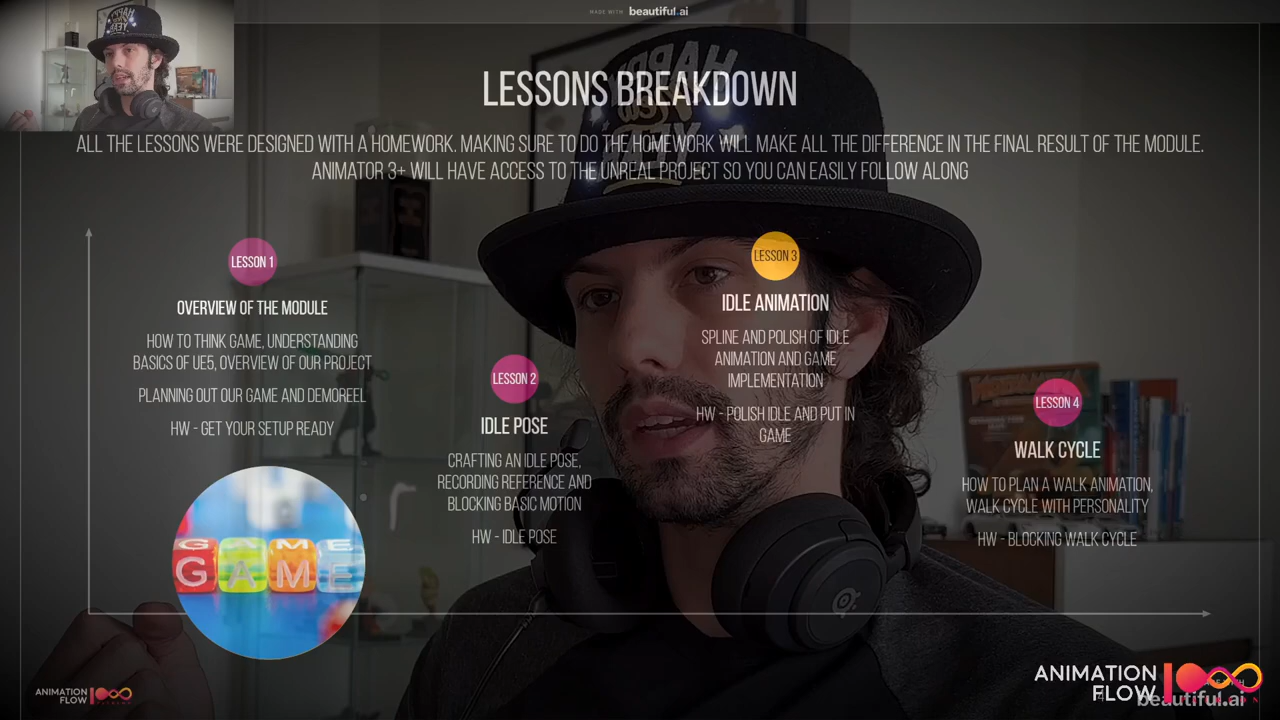 MADE WITH beautiful.ai
LESSONS BREAKDOWN
ALL THE LESSONS WERE DESIGNED WITH A HOMEWORK. MAKING SURE TO DO THE HOMEWORK WILL MAKE ALL THE DIFFERENCE IN THE FINAL RESULT OF THE MODULE.
ANIMATOR 3+ WILL HAVE ACCESS TO THE UNREAL PROJECT SO YOU CAN EASILY FOLLOW ALONG
LESSON 1
OVERVIEW OF THE MODULE
HOW TO THINK GAME, UNDERSTANDING
BASICS OF UE5, OVERVIEW OF OUR PROJECT
PLANNING OUT OUR GAME AND DEMOREEL
HW - GET YOUR SETUP READY
GAME
GAME
LESSON 2
IDLE POSE
CRAFTING AN IDLE POSE,
RECORDING REFERENCE AND
BLOCKING BASIC MOTION
HW - IDLE POSE
LESSON 3
IDLE ANIMATION
SPLINE AND POLISH OF IDLE
ANIMATION AND GAME
IMPLEMENTATION
HW - POLISH IDLE AND PUT IN
GAME
LESSON 4
WALK CYCLE
HOW TO PLAN A WALK ANIMATION,
WALK CYCLE WITH PERSONALITY
HW - BLOCKING WALK CYCLE
HAPPY
NEW
YEAR
ANIMATION
FLOW
ANIMATION
FLOW
beautiful.ai